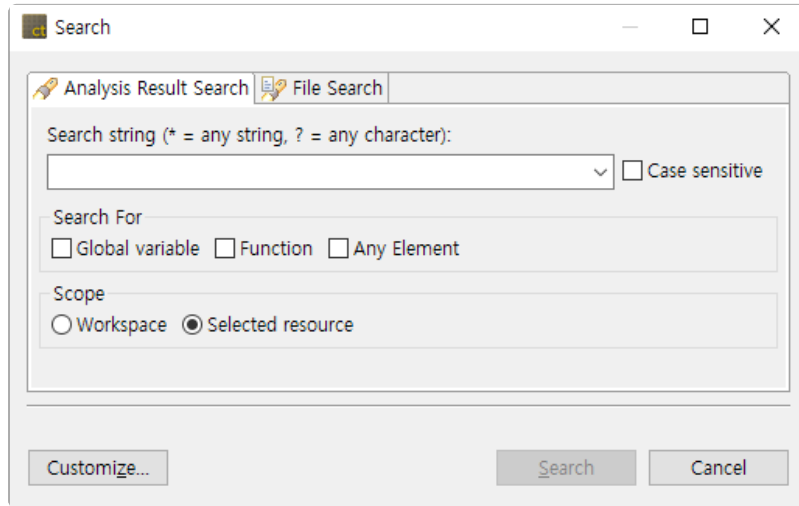 ct Search
Analysis Result Search File Search
Search string (* = any string, ? = any character):
Case sensitive
Search For
Global variable Function Any Element
Scope
Workspace Selected resource
Customize... Search Cancel